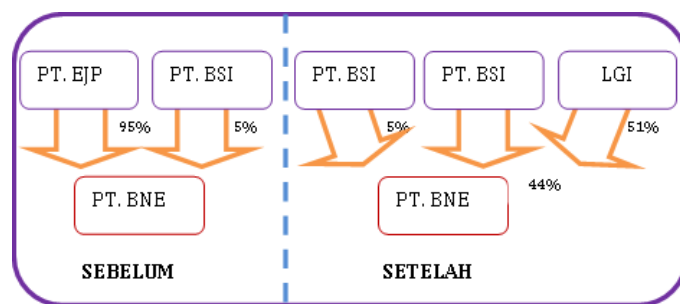 PT. EJP
PT. BSI
PT. BSI
PT. BSI
LGI
95%
5%
5%
51%
44%
PT. BNE
PT. BNE
SEBELUM
SETELAH